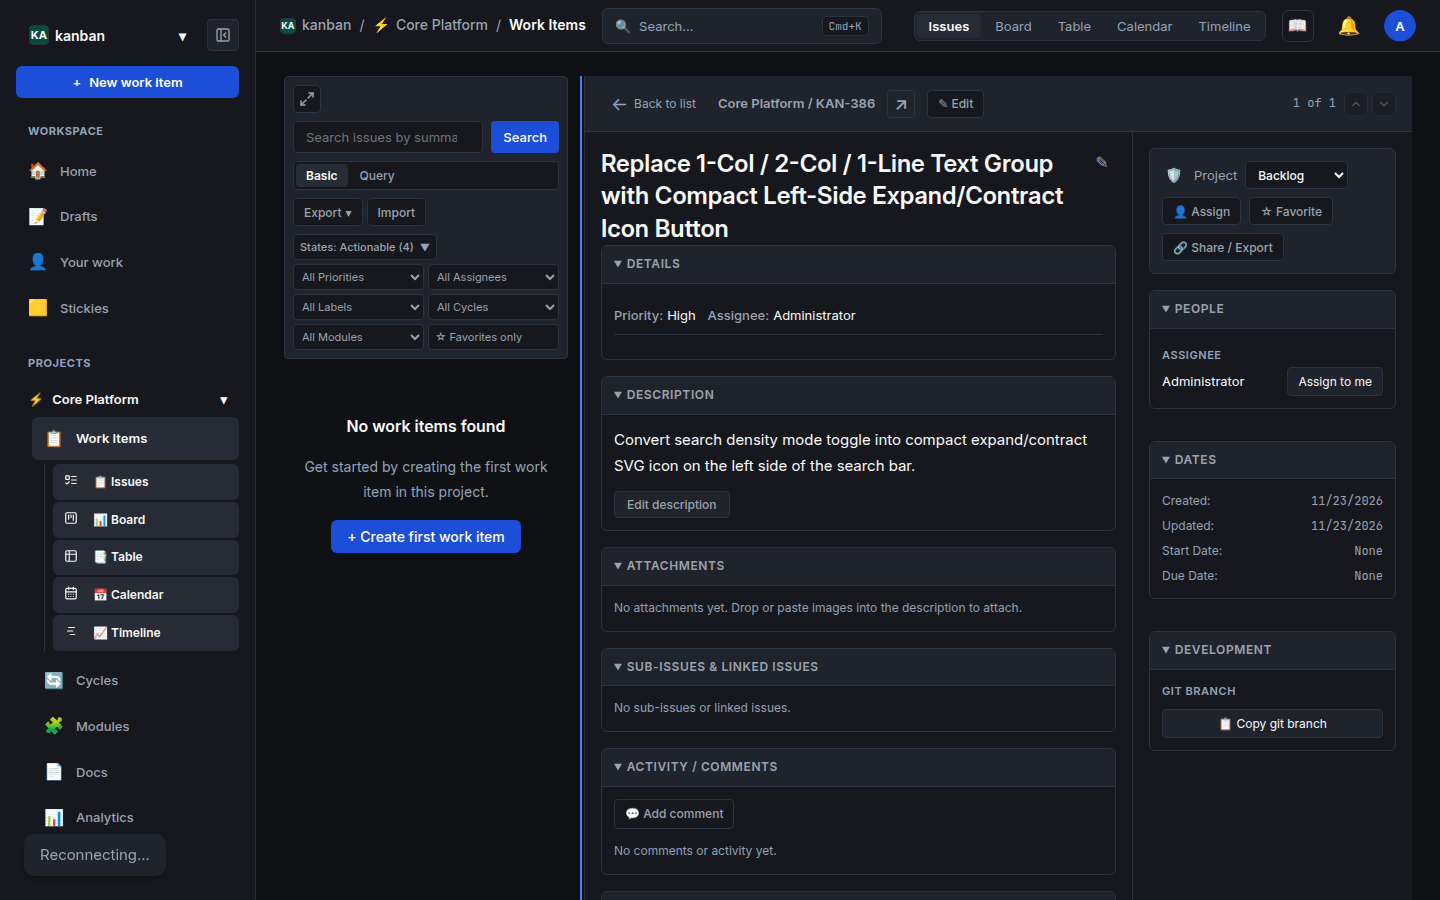 KA kanban ▾
+ New work item
WORKSPACE
Home
Drafts
Your work
Stickies
PROJECTS
Core Platform ▾
Work Items
Issues
Board
Table
Calendar
Timeline
Cycles
Modules
Docs
Analytics
Reconnecting...
KA kanban / Core Platform / Work Items
Search... Cmd+K
Issues Board Table Calendar Timeline
A
Search issues by summa
Search
Basic Query
Export ▾ Import
States: Actionable (4) ▼
All Priorities All Assignees
All Labels All Cycles
All Modules ☆ Favorites only
No work items found
Get started by creating the first work
item in this project.
+ Create first work item
← Back to list Core Platform / KAN-386 ✎ Edit 1 of 1
Replace 1-Col / 2-Col / 1-Line Text Group
with Compact Left-Side Expand/Contract
Icon Button
▾ DETAILS
Priority: High Assignee: Administrator
▾ DESCRIPTION
Convert search density mode toggle into compact expand/contract
SVG icon on the left side of the search bar.
Edit description
▾ ATTACHMENTS
No attachments yet. Drop or paste images into the description to attach.
▾ SUB-ISSUES & LINKED ISSUES
No sub-issues or linked issues.
▾ ACTIVITY / COMMENTS
Add comment
No comments or activity yet.
Project Backlog
Assign ☆ Favorite
Share / Export
▾ PEOPLE
ASSIGNEE
Administrator Assign to me
▾ DATES
Created: 11/23/2026
Updated: 11/23/2026
Start Date: None
Due Date: None
▾ DEVELOPMENT
GIT BRANCH
Copy git branch